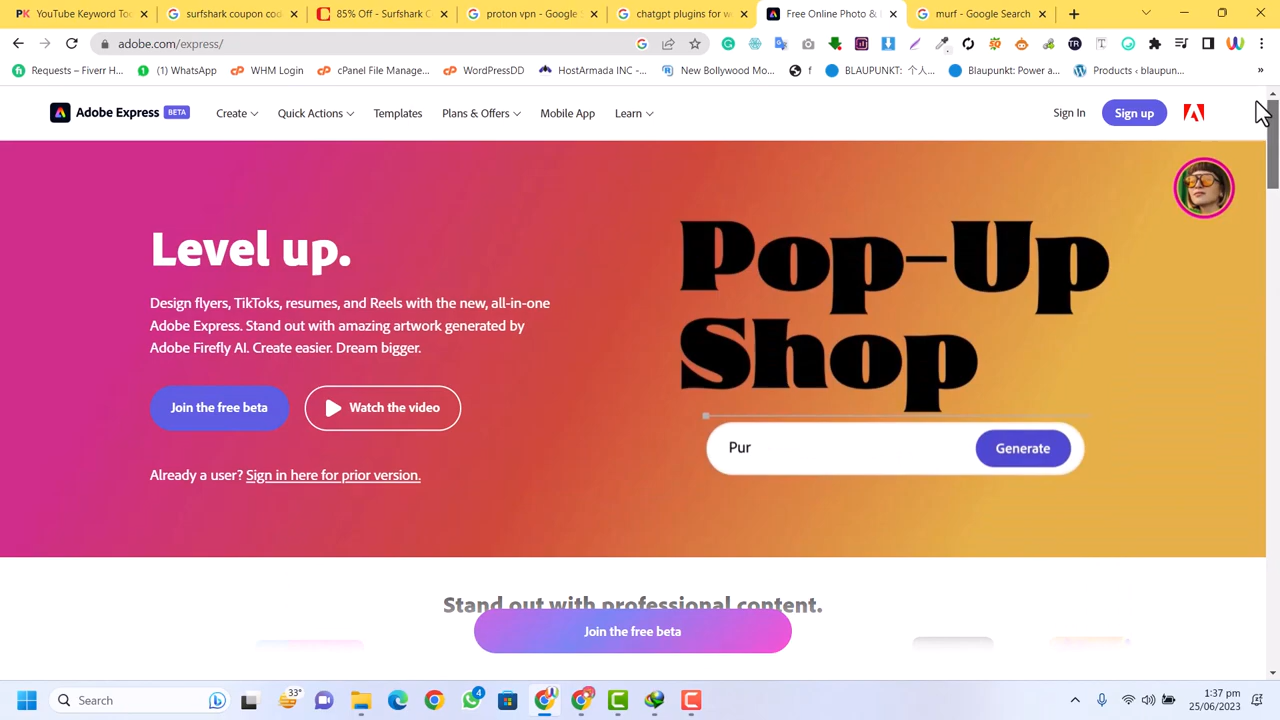 YouTube Keyword Too
surfshark coupon cod
85% Off - Surfshark C
proton vpn - Google S
chatgpt plugins for w
Free Online Photo &
murf - Google Search
adobe.com/express/
Requests – Fiverr H...
(1) WhatsApp
WHM Login
cPanel File Manage...
WordPressDD
HostArmada INC -...
New Bollywood Mo...
f
BLAUPUNKT: 个人...
Blaupunkt: Power a...
Products ‹ blaupun...
Adobe Express BETA
Create
Quick Actions
Templates
Plans & Offers
Mobile App
Learn
Sign In
Sign up
Level up.
Design flyers, TikToks, resumes, and Reels with the new, all-in-one
Adobe Express. Stand out with amazing artwork generated by
Adobe Firefly AI. Create easier. Dream bigger.
Join the free beta
Watch the video
Already a user? Sign in here for prior version.
Pop-Up
Shop
Pur
Generate
Stand out with professional content.
Join the free beta
Search
33°
4
1:37 pm
25/06/2023